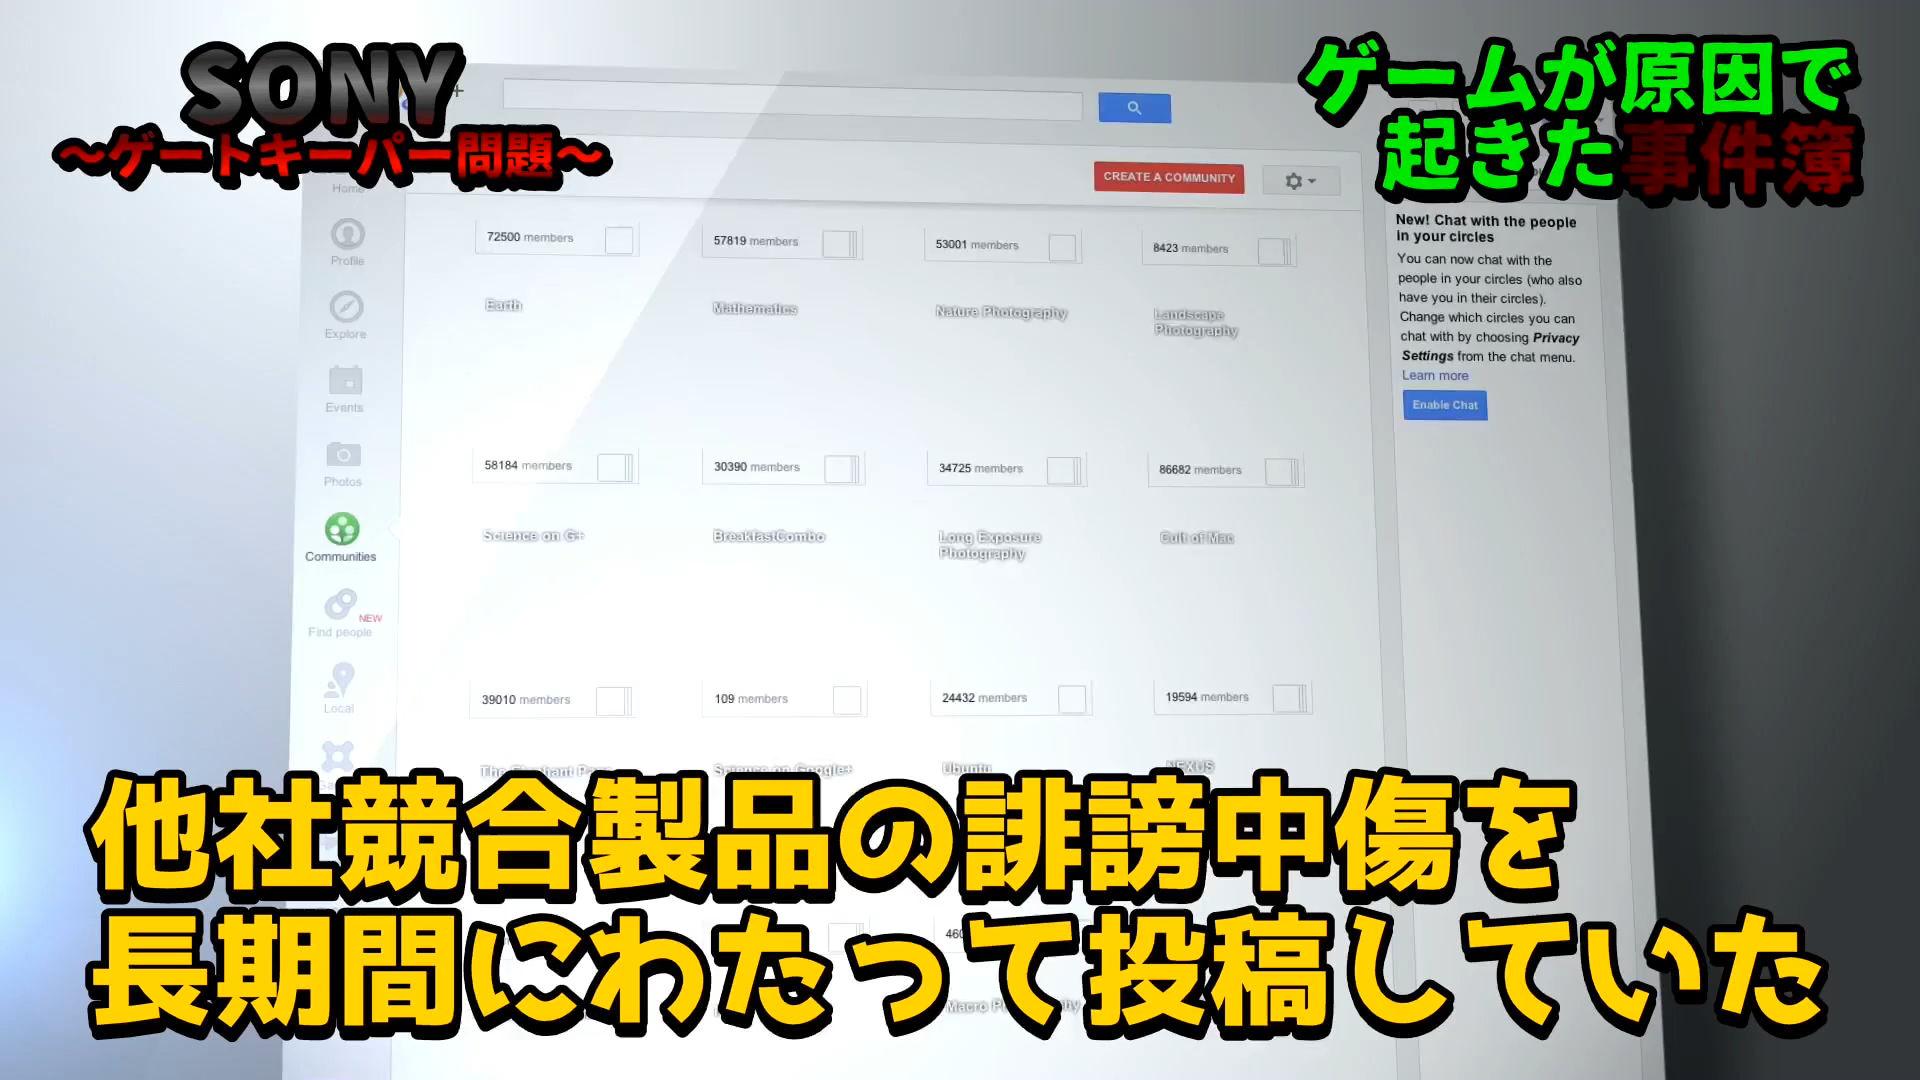 SONY
～ゲートキーパー問題～
ゲームが原因で
起きた事件簿
Home
CREATE A COMMUNITY
Profile
Explore
Events
Photos
Communities
NEW
Find people
Local
72500 members
57819 members
53001 members
8423 members
Earth
Mathematics
Nature Photography
Landscape
Photography
58184 members
30390 members
34725 members
86682 members
Science on G+
BreakfastCombo
Long Exposure
Photography
Cult of Mac
39010 members
109 members
24432 members
19594 members
Science on Google+
Ubuntu
NEXUS
New! Chat with the people
in your circles
You can now chat with the
people in your circles (who also
have you in their circles).
Change which circles you can
chat with by choosing Privacy
Settings from the chat menu.
Learn more
Enable Chat
他社競合製品の誹謗中傷を
長期間にわたって投稿していた